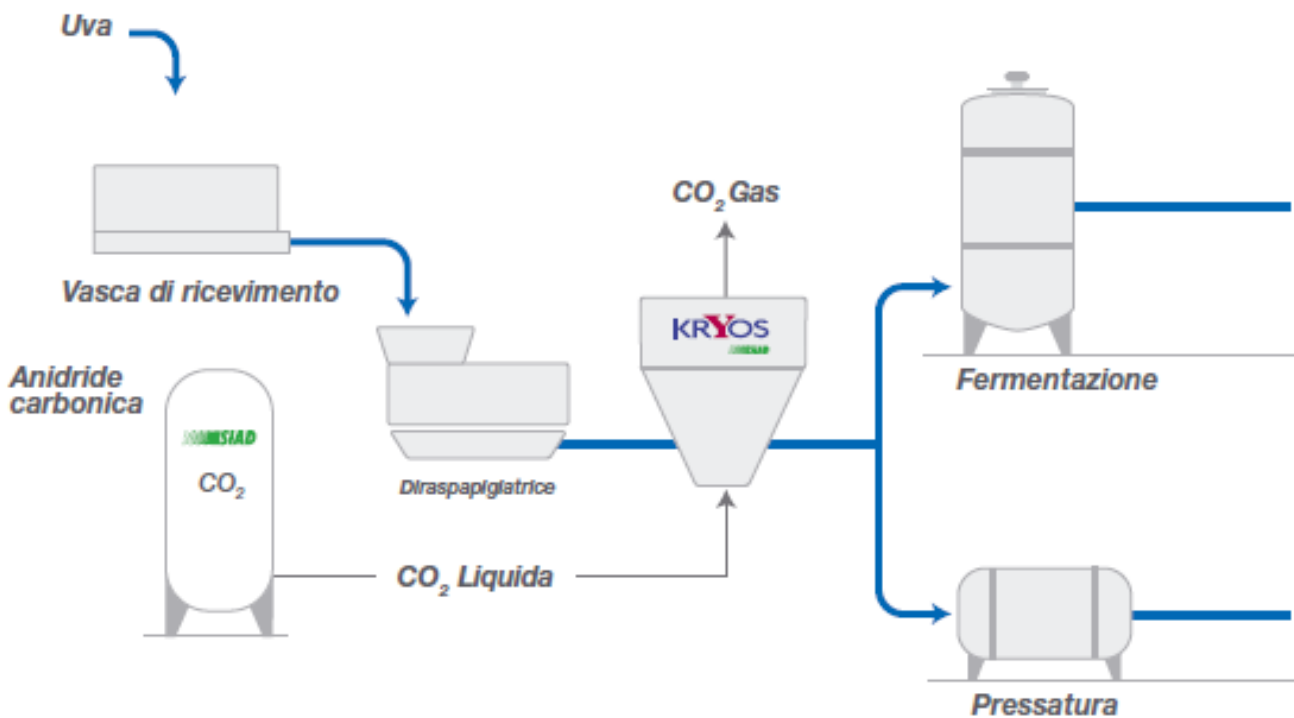 Uva
CO₂ Gas
Vasca di ricevimento
KRYOS
SIAD
Anidride
carbonica
SIAD
CO₂
Diraspapigiatrice
Fermentazione
CO₂ Liquida
Pressatura